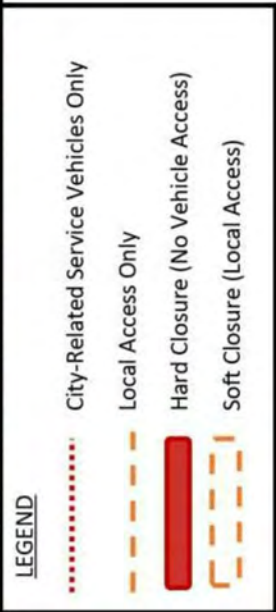 LEGEND
City-Related Service Vehicles Only
Local Access Only
Hard Closure (No Vehicle Access)
Soft Closure (Local Access)